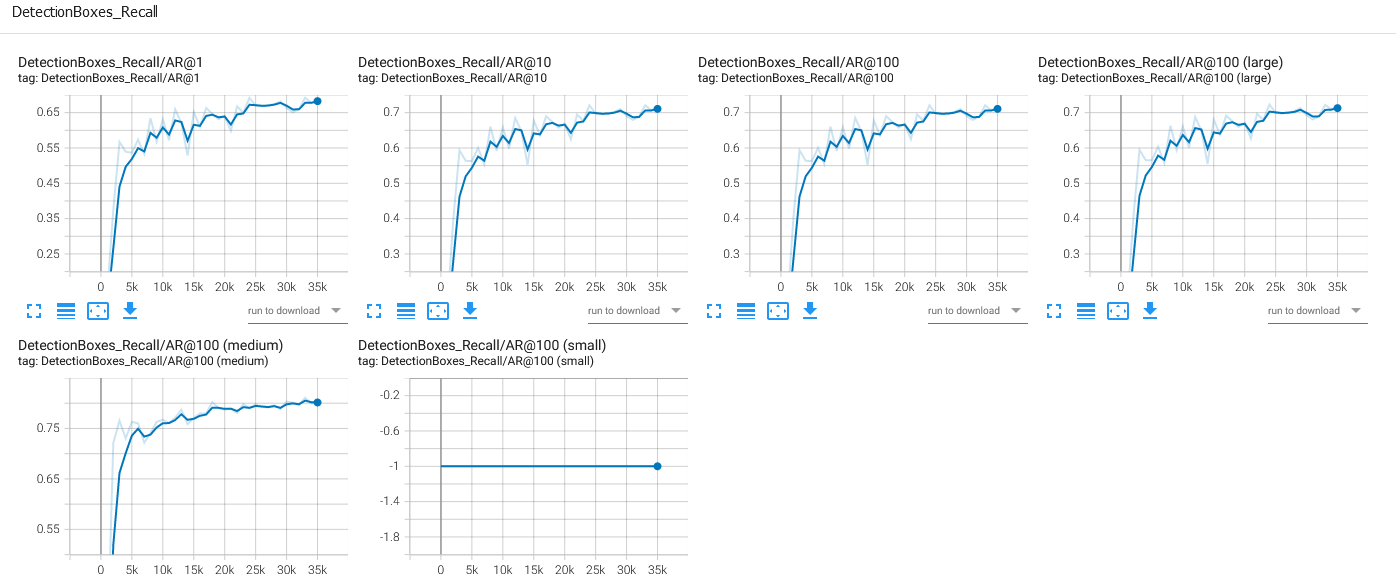 DetectionBoxes_Recall
DetectionBoxes_Recall/AR@1
tag: DetectionBoxes_Recall/AR@1
0.65
0.55
0.45
0.35
0.25
0 5k 10k 15k 20k 25k 30k 35k
run to download
DetectionBoxes_Recall/AR@10
tag: DetectionBoxes_Recall/AR@10
0.7
0.6
0.5
0.4
0.3
0 5k 10k 15k 20k 25k 30k 35k
run to download
DetectionBoxes_Recall/AR@100
tag: DetectionBoxes_Recall/AR@100
0.7
0.6
0.5
0.4
0.3
0 5k 10k 15k 20k 25k 30k 35k
run to download
DetectionBoxes_Recall/AR@100 (large)
tag: DetectionBoxes_Recall/AR@100 (large)
0.7
0.6
0.5
0.4
0.3
0 5k 10k 15k 20k 25k 30k 35k
run to download
DetectionBoxes_Recall/AR@100 (medium)
tag: DetectionBoxes_Recall/AR@100 (medium)
0.75
0.65
0.55
0 5k 10k 15k 20k 25k 30k 35k
DetectionBoxes_Recall/AR@100 (small)
tag: DetectionBoxes_Recall/AR@100 (small)
-0.2
-0.6
-1
-1.4
-1.8
0 5k 10k 15k 20k 25k 30k 35k